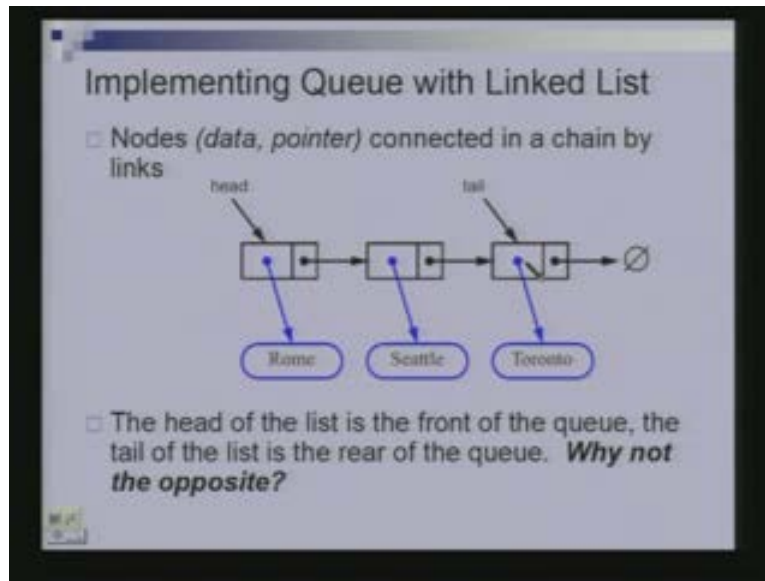 Implementing Queue with Linked List
Nodes (data, pointer) connected in a chain by
links
head
tail
∅
Rome
Seattle
Toronto
The head of the list is the front of the queue, the
tail of the list is the rear of the queue. Why not
the opposite?